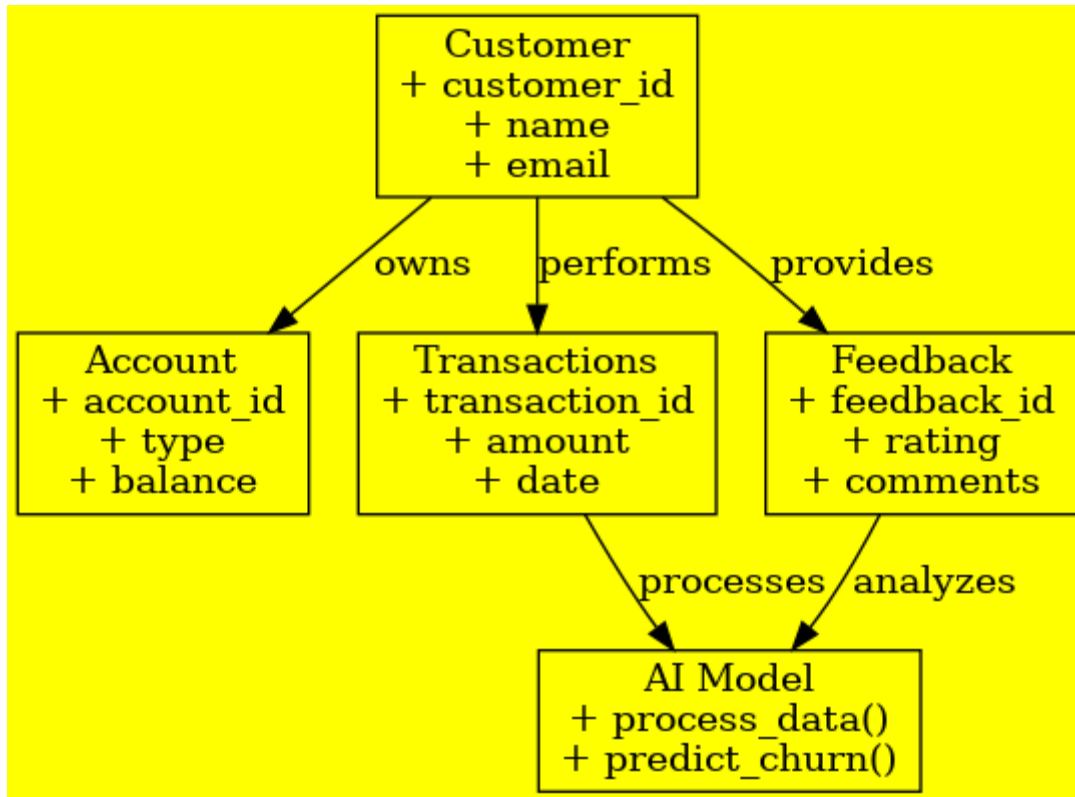 Customer
+ customer_id
+ name
+ email
owns
performs
provides
Account
+ account_id
+ type
+ balance
Transactions
+ transaction_id
+ amount
+ date
Feedback
+ feedback_id
+ rating
+ comments
processes
analyzes
AI Model
+ process_data()
+ predict_churn()